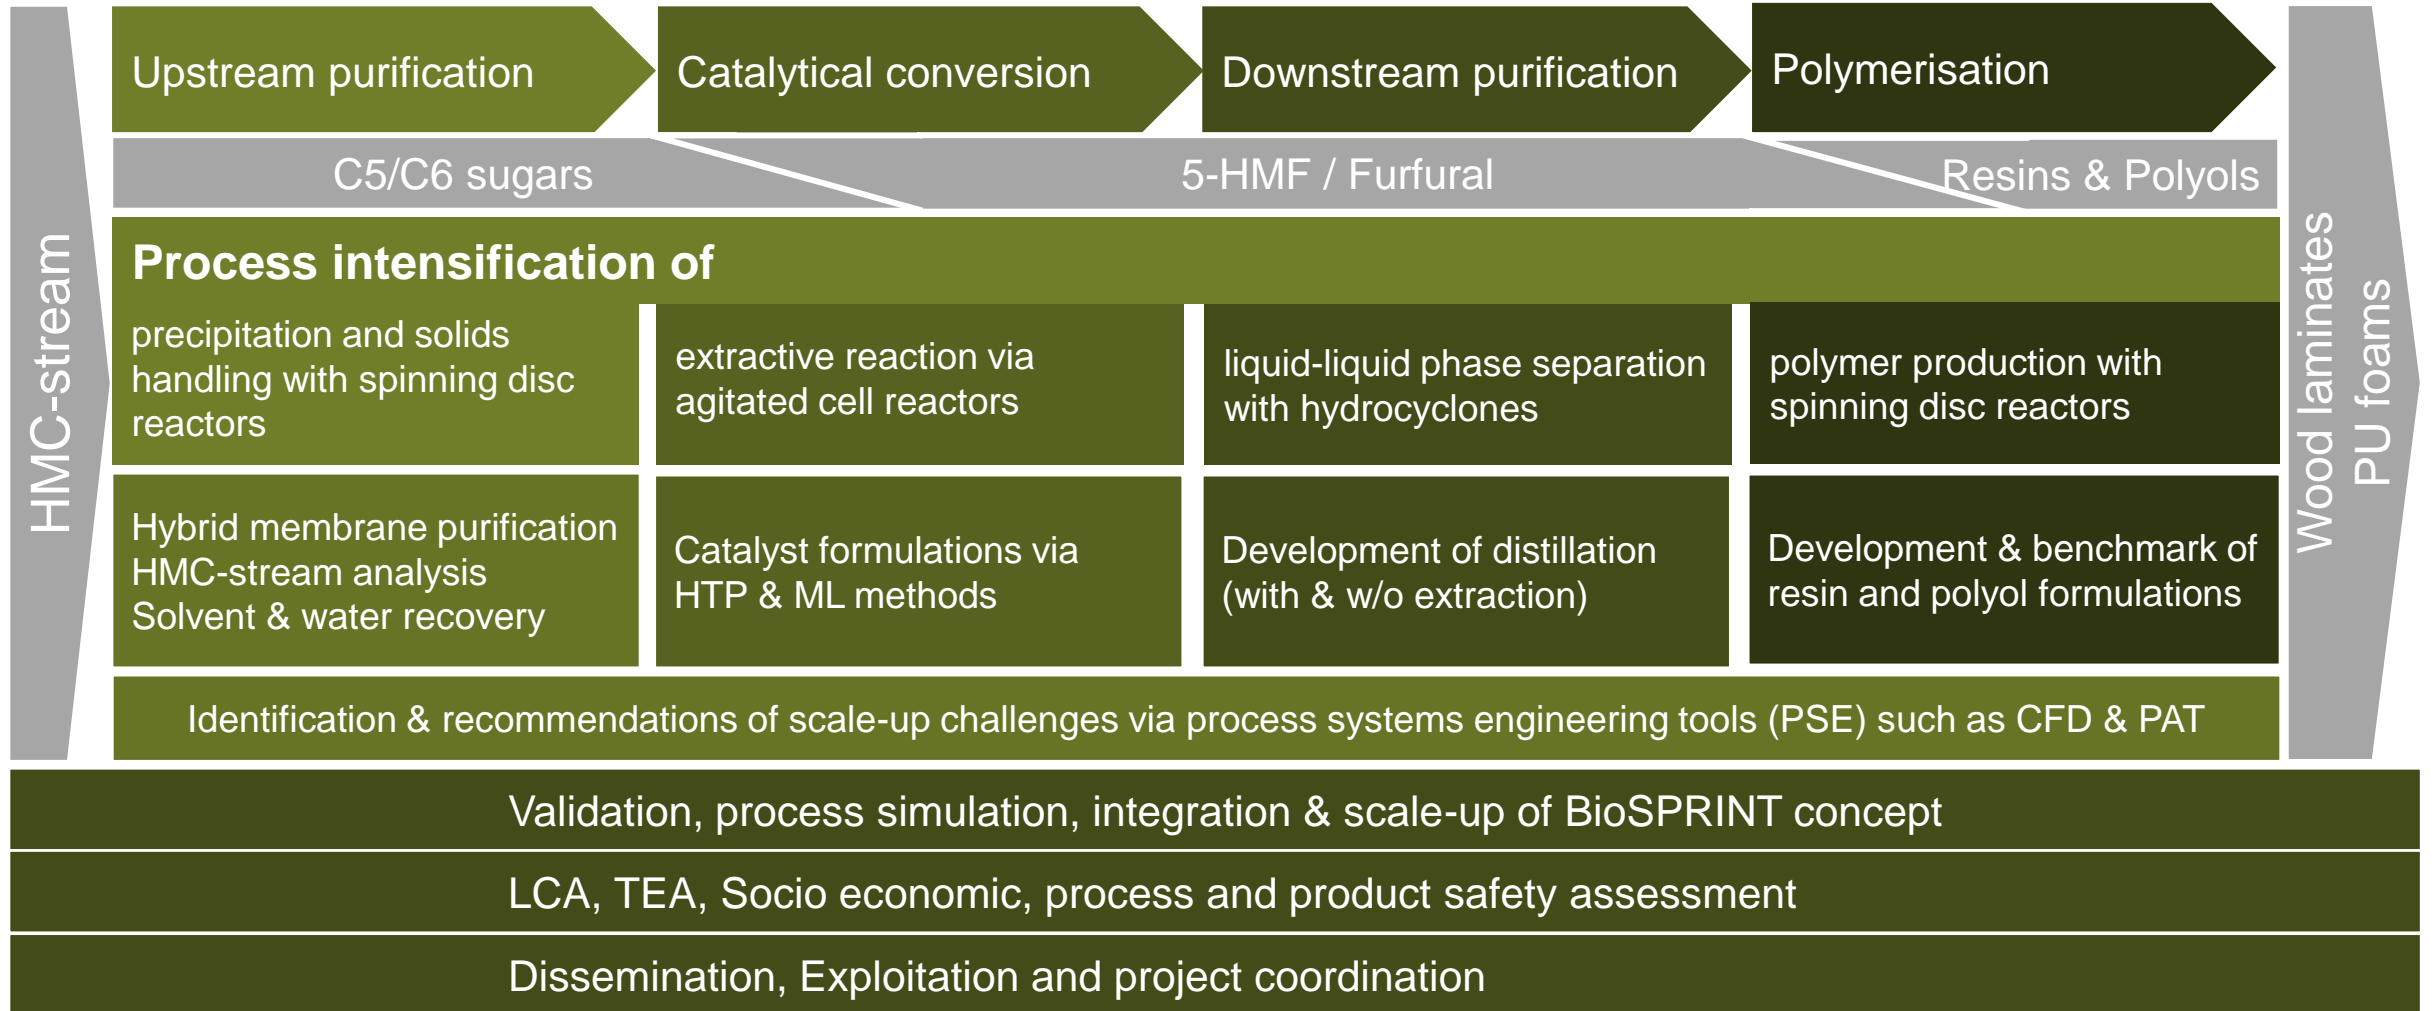 Upstream purification
Catalytical conversion
Downstream purification
Polymerisation
C5/C6 sugars
5-HMF / Furfural
Resins & Polyols
HMC-stream
Process intensification of
precipitation and solids
handling with spinning disc
reactors
extractive reaction via
agitated cell reactors
liquid-liquid phase separation
with hydrocyclones
polymer production with
spinning disc reactors
Hybrid membrane purification
HMC-stream analysis
Solvent & water recovery
Catalyst formulations via
HTP & ML methods
Development of distillation
(with & w/o extraction)
Development & benchmark of
resin and polyol formulations
Wood laminates
PU foams
Identification & recommendations of scale-up challenges via process systems engineering tools (PSE) such as CFD & PAT
Validation, process simulation, integration & scale-up of BioSPRINT concept
LCA, TEA, Socio economic, process and product safety assessment
Dissemination, Exploitation and project coordination